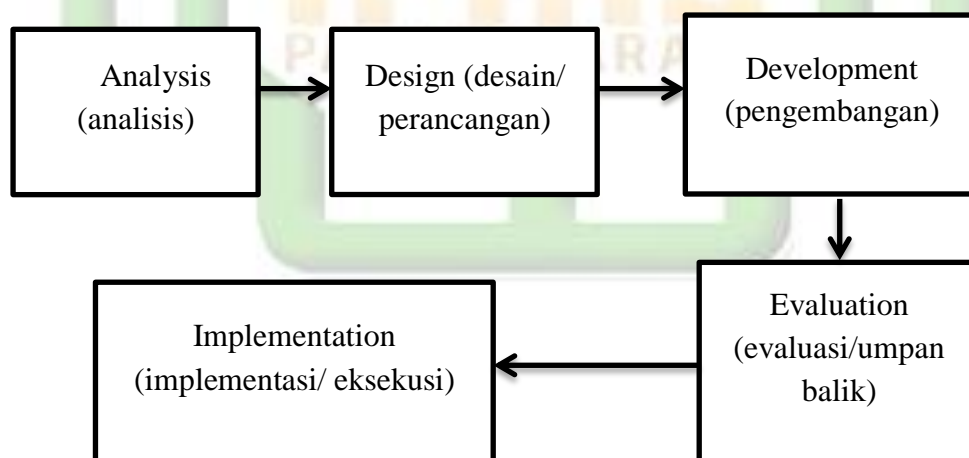 Analysis
(analisis)
Design (desain/
perancangan)
Development
(pengembangan)
Evaluation
(evaluasi/umpan
balik)
Implementation
(implementasi/ eksekusi)